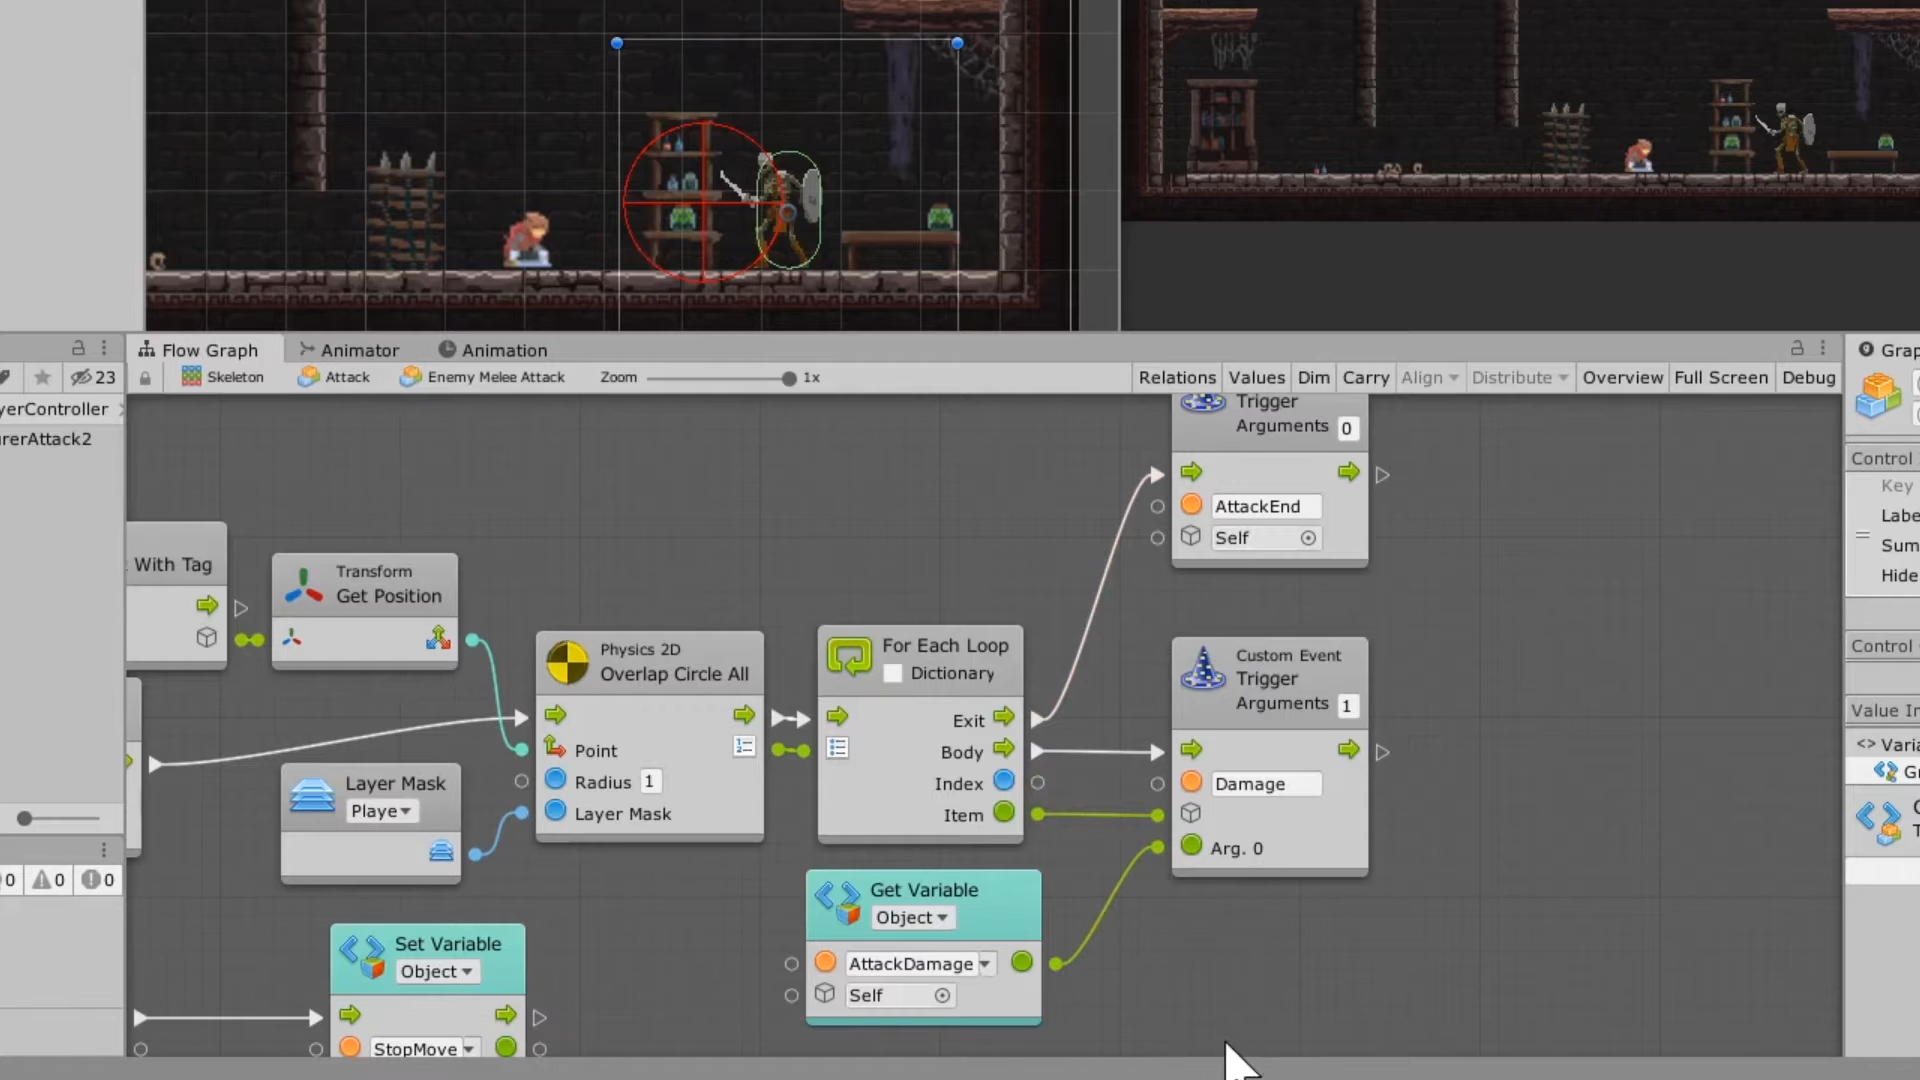 Flow Graph
Animator
Animation
23
Skeleton
Attack
Enemy Melee Attack
Zoom
1x
Relations
Values
Dim
Carry
Align
Distribute
Overview
Full Screen
Debug
yerController
rerAttack2
0
0
0
With Tag
Transform
Get Position
Layer Mask
Playe
Set Variable
Object
StopMove
Physics 2D
Overlap Circle All
Point
Radius 1
Layer Mask
For Each Loop
Dictionary
Exit
Body
Index
Item
Get Variable
Object
AttackDamage
Self
Trigger
Arguments 0
AttackEnd
Self
Custom Event
Trigger
Arguments 1
Damage
Arg. 0
Grap
Control
Key
Labe
Sum
Hide
Control
Value In
<> Varia
Gr